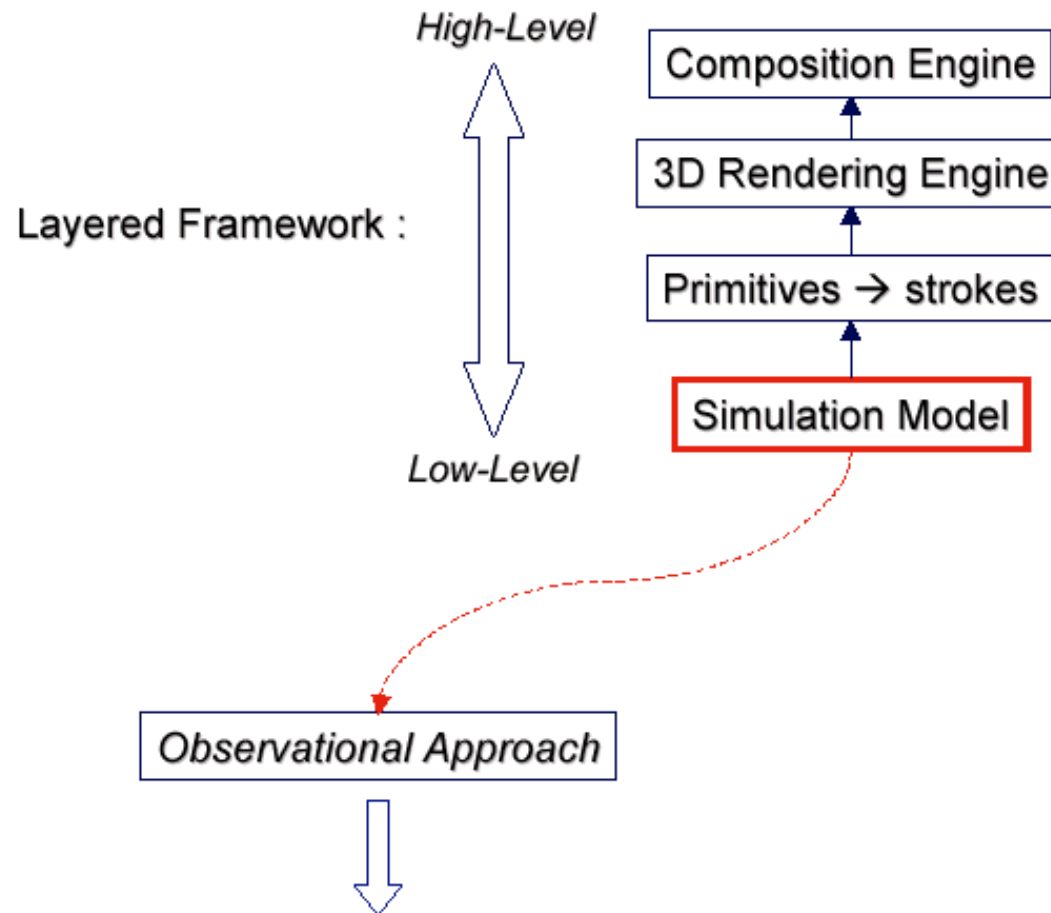 High-Level
Composition Engine
3D Rendering Engine
Layered Framework :
Primitives → strokes
Simulation Model
Low-Level
Observational Approach